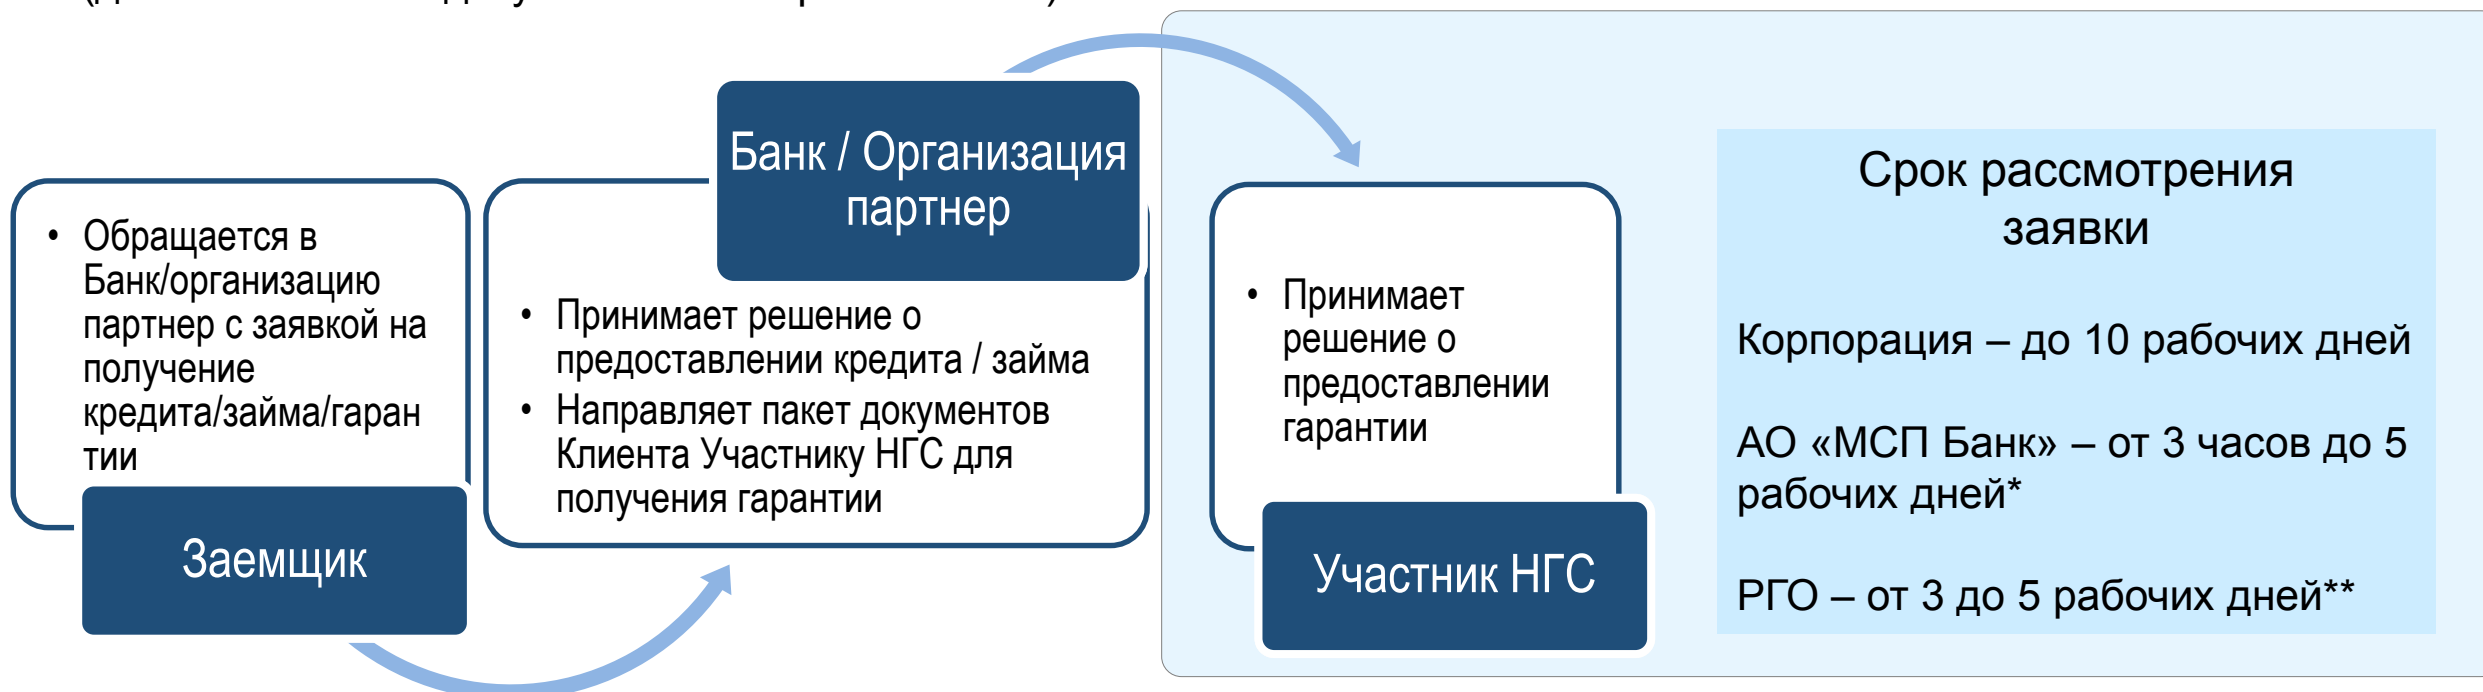 Обращается в
Банк/организацию
партнер с заявкой на
получение
кредита/займа/гаран
тии
Заемщик
Банк / Организация
партнер
• Принимает решение о
предоставлении кредита / займа
• Направляет пакет документов
Клиента Участнику НГС для
получения гарантии
• Принимает
решение о
предоставлении
гарантии
Участник НГС
Срок рассмотрения
заявки
Корпорация – до 10 рабочих дней
АО «МСП Банк» – от 3 часов до 5
рабочих дней*
РГО – от 3 до 5 рабочих дней**